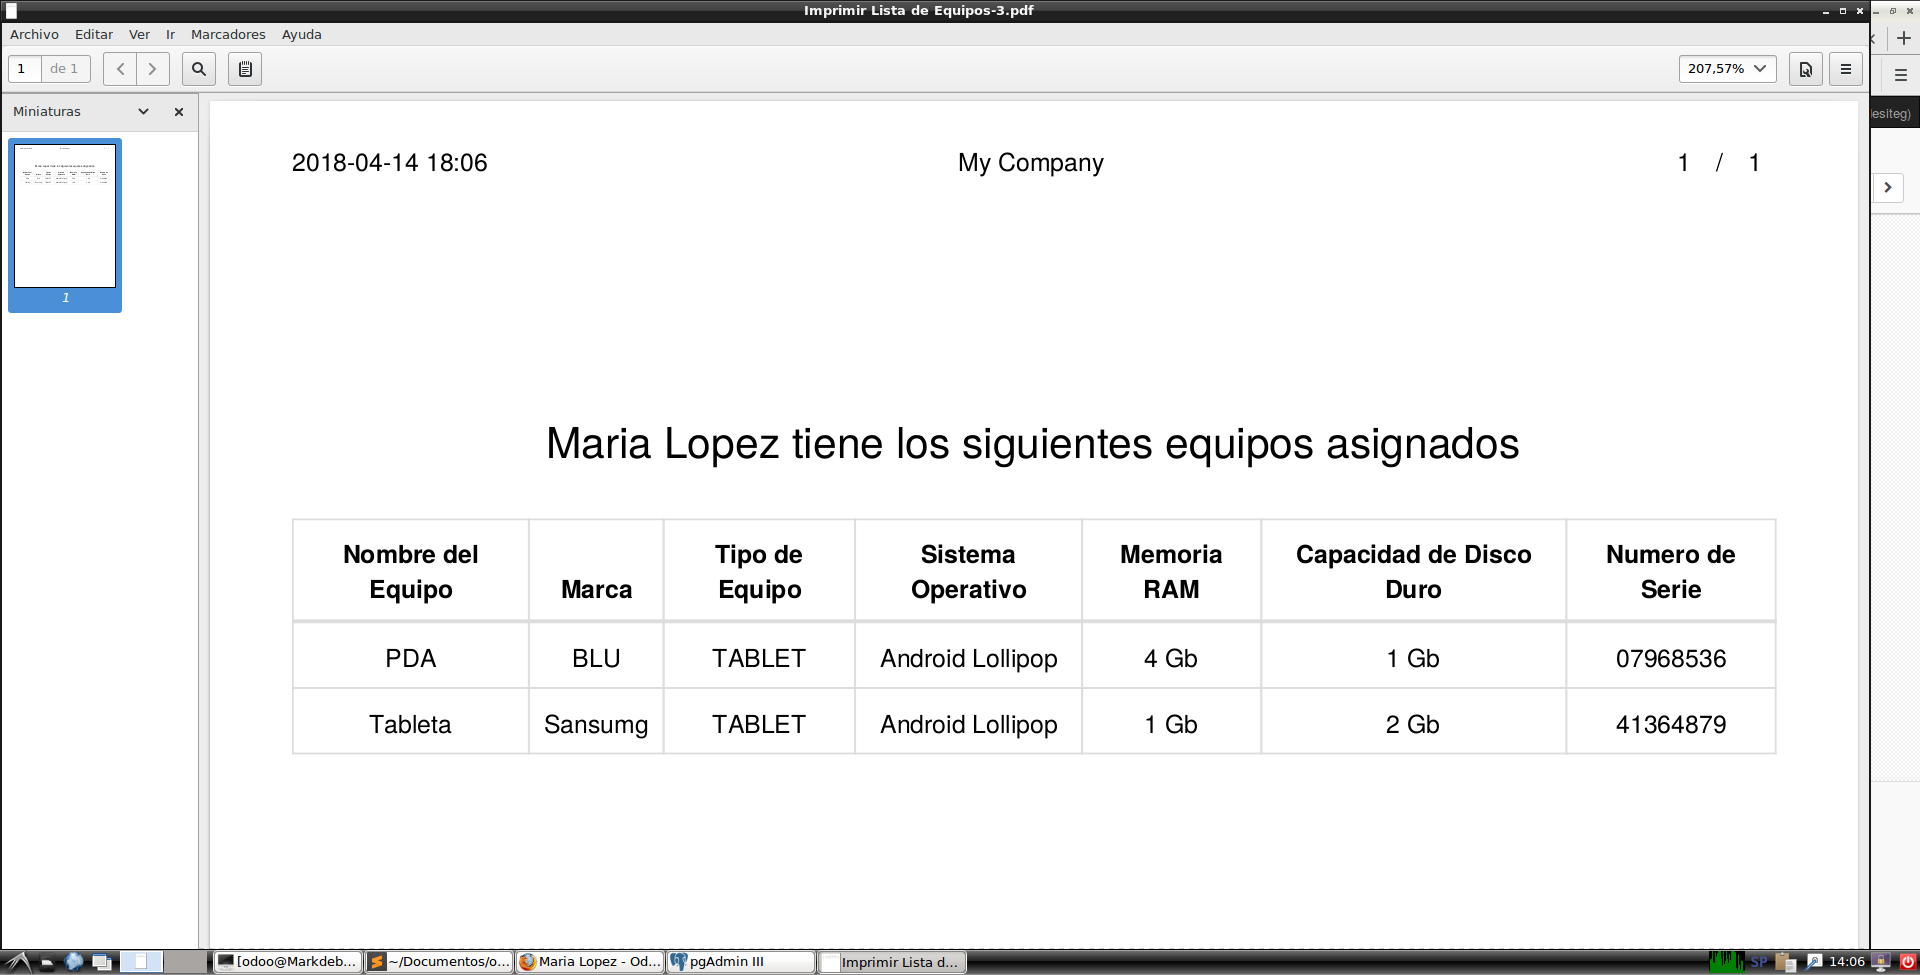 Imprimir Lista de Equipos-3.pdf
Archivo Editar Ver Ir Marcadores Ayuda
1 de 1
207,57%
Miniaturas
1
esiteg)
2018-04-14 18:06 My Company 1 / 1
Maria Lopez tiene los siguientes equipos asignados
Nombre del Equipo Marca Tipo de Equipo Sistema Operativo Memoria RAM Capacidad de Disco Duro Numero de Serie
PDA BLU TABLET Android Lollipop 4 Gb 1 Gb 07968536
Tableta Sansumg TABLET Android Lollipop 1 Gb 2 Gb 41364879
[odoo@Markdeb... ~/Documentos/o... Maria Lopez - Od... pgAdmin III Imprimir Lista d... SP 14:06